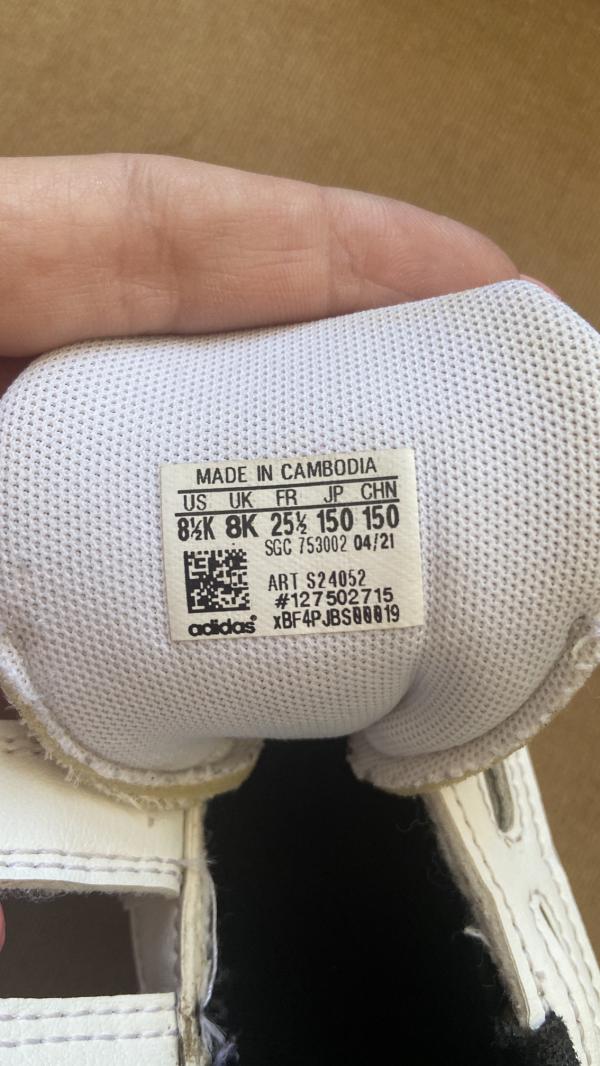 MADE IN CAMBODIA
US UK FR JP CHN
8½K 8K 25½ 150 150
SGC 753002 04/21
ART S24052
#127502715
adidas® xBF4PJBS00019